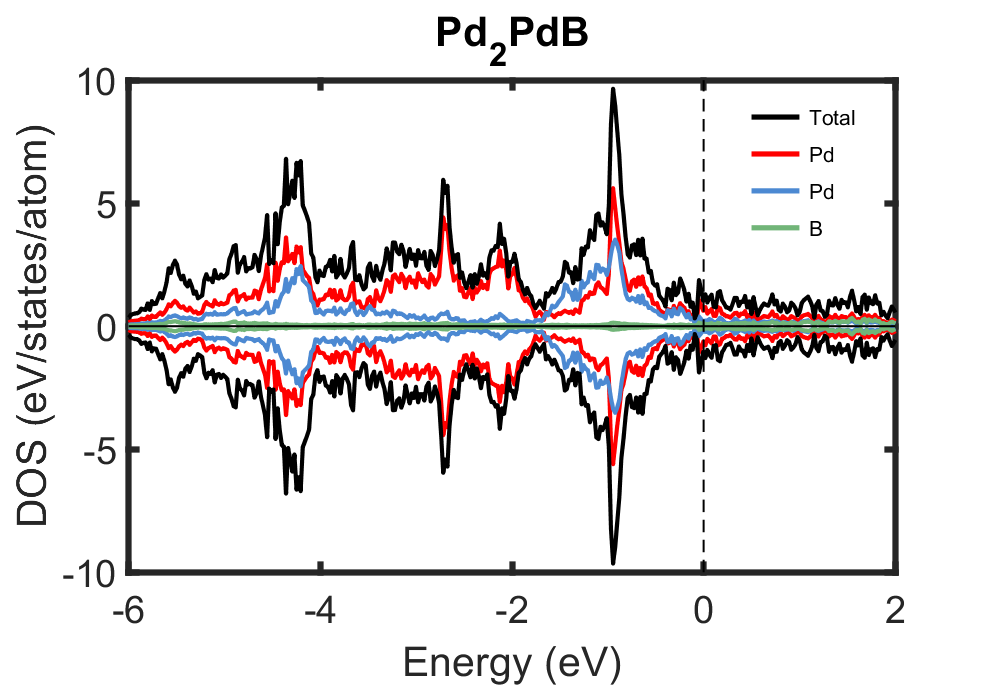 Pd2PdB
DOS (eV/states/atom)
10
5
0
-5
-10
Total
Pd
Pd
B
-6
-4
-2
0
2
Energy (eV)